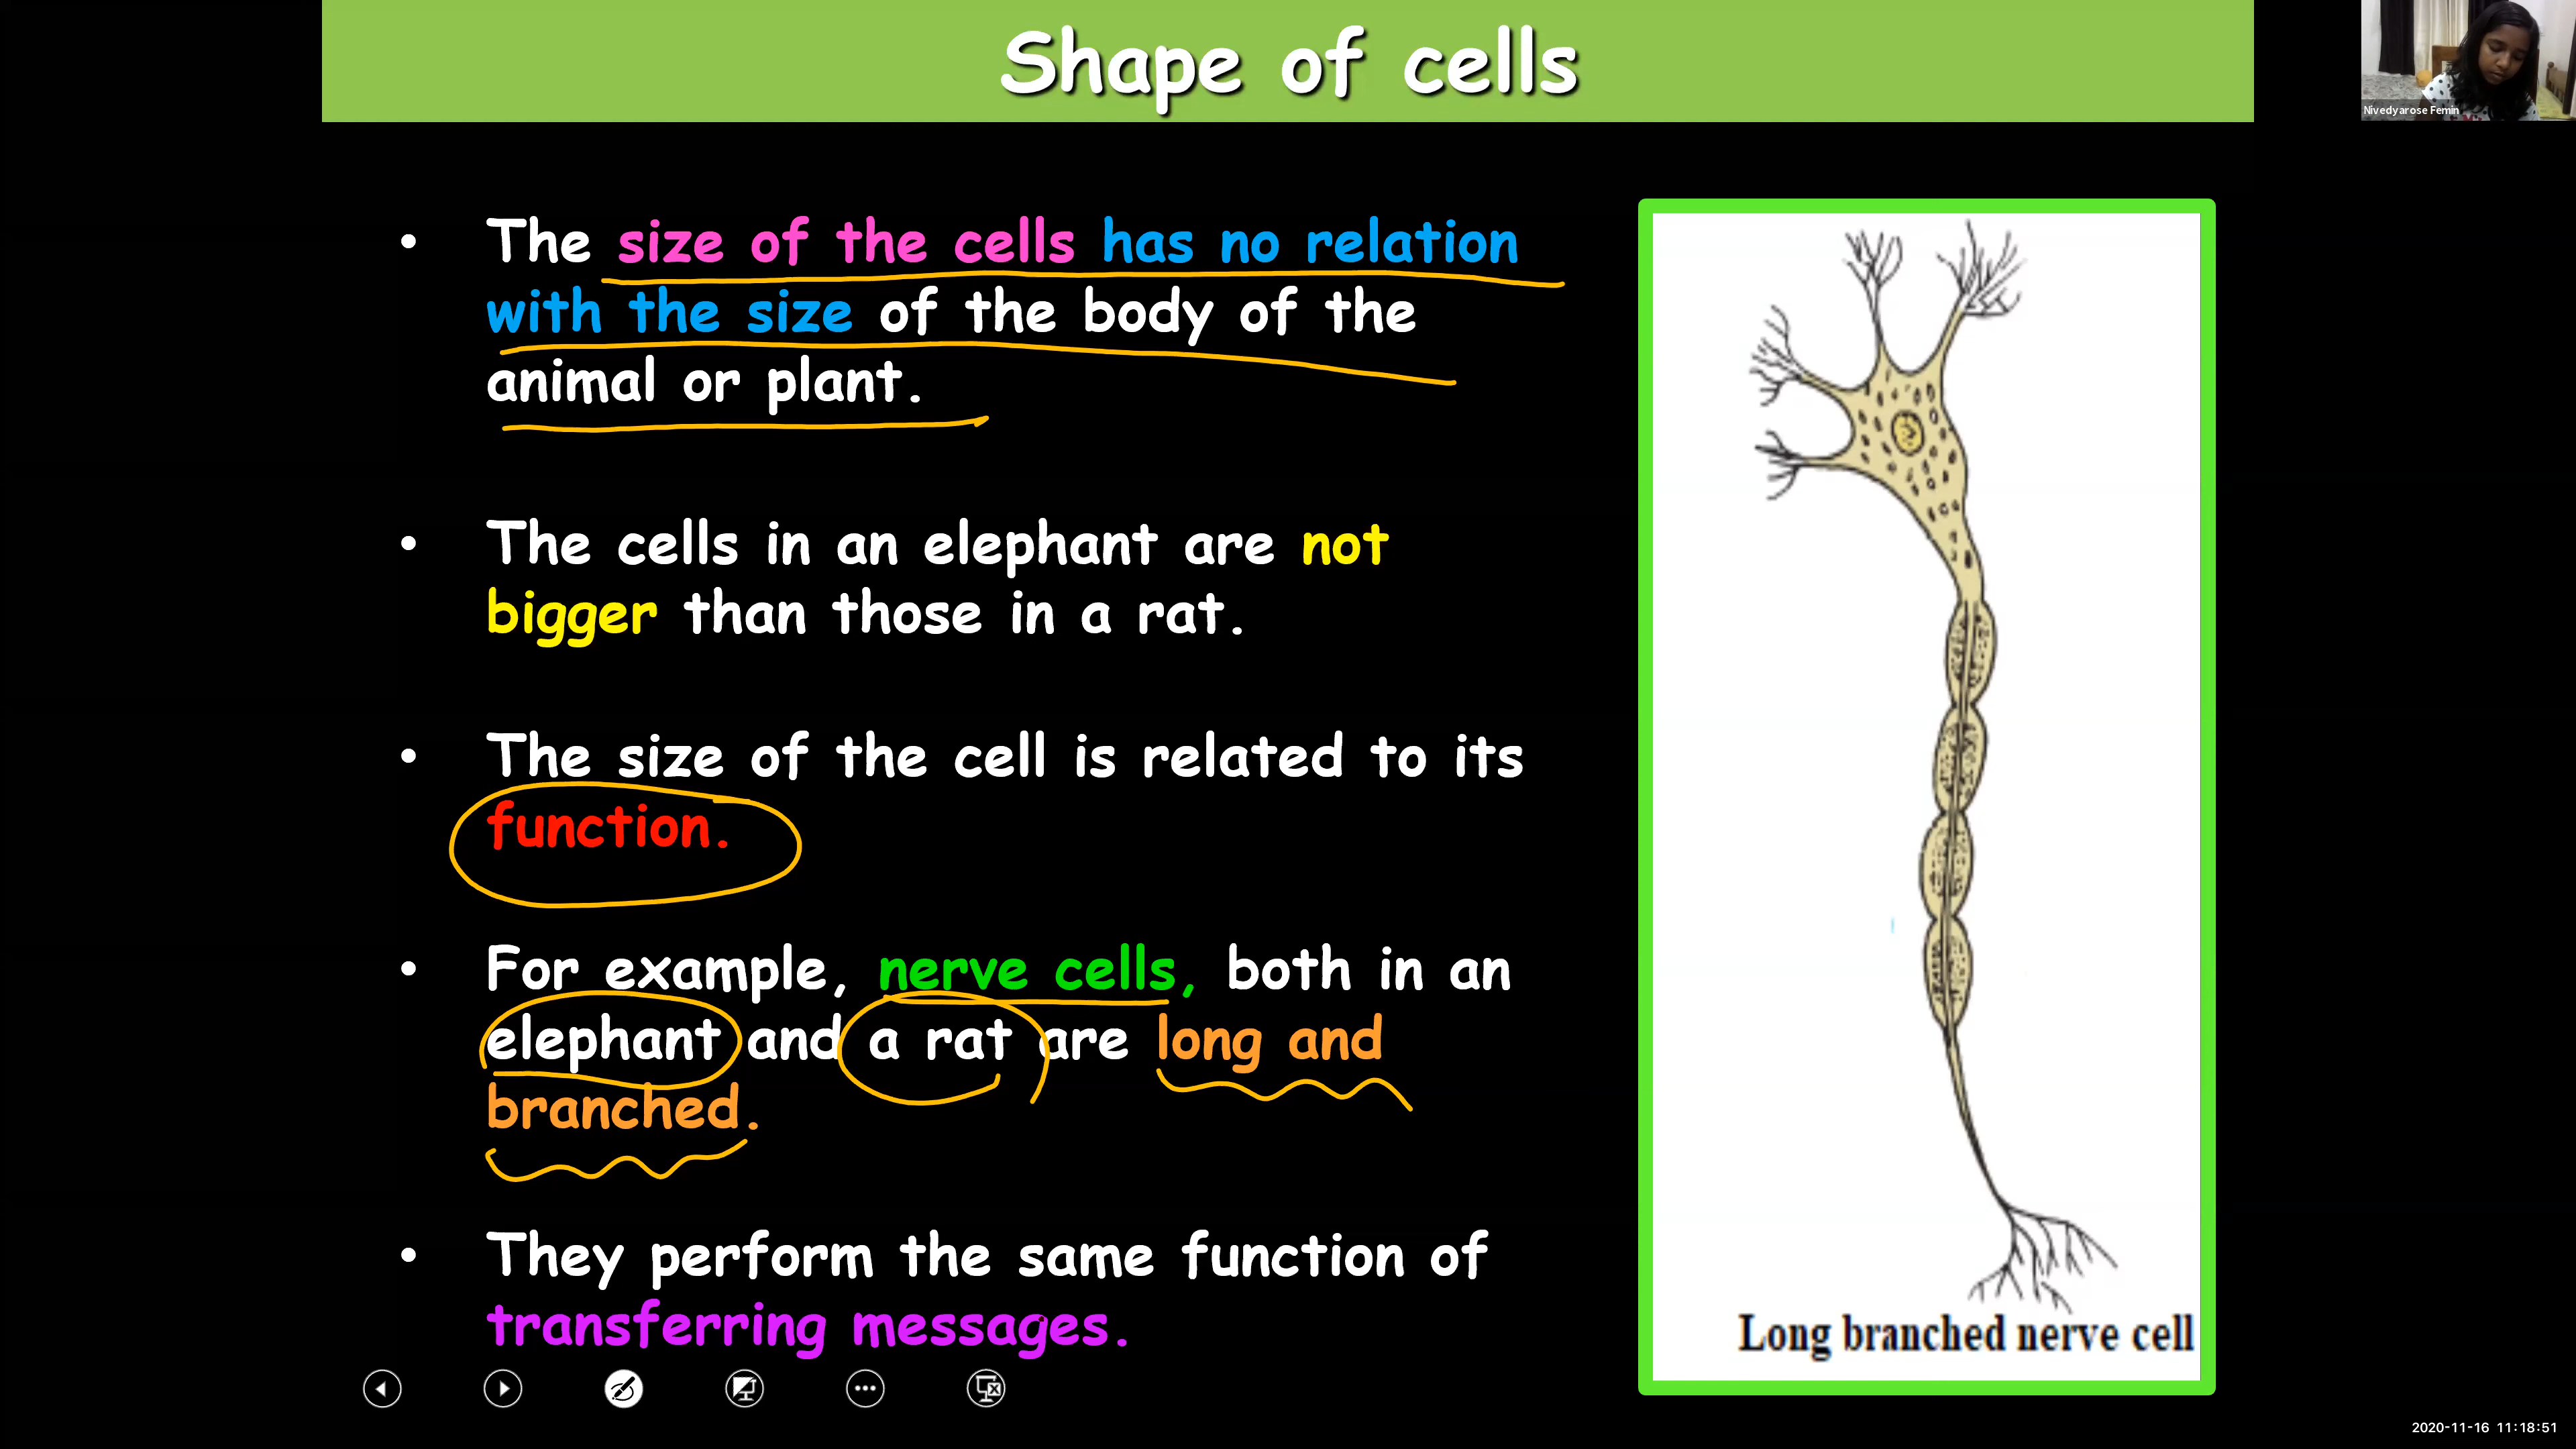 Shape of cells
Nivedyarose Femin
• The size of the cells has no relation
with the size of the body of the
animal or plant.
• The cells in an elephant are not
bigger than those in a rat.
• The size of the cell is related to its
function.
• For example, nerve cells, both in an
elephant and a rat are long and
branched.
• They perform the same function of
transferring messages.
Long branched nerve cell
2020-11-16 11:18:51